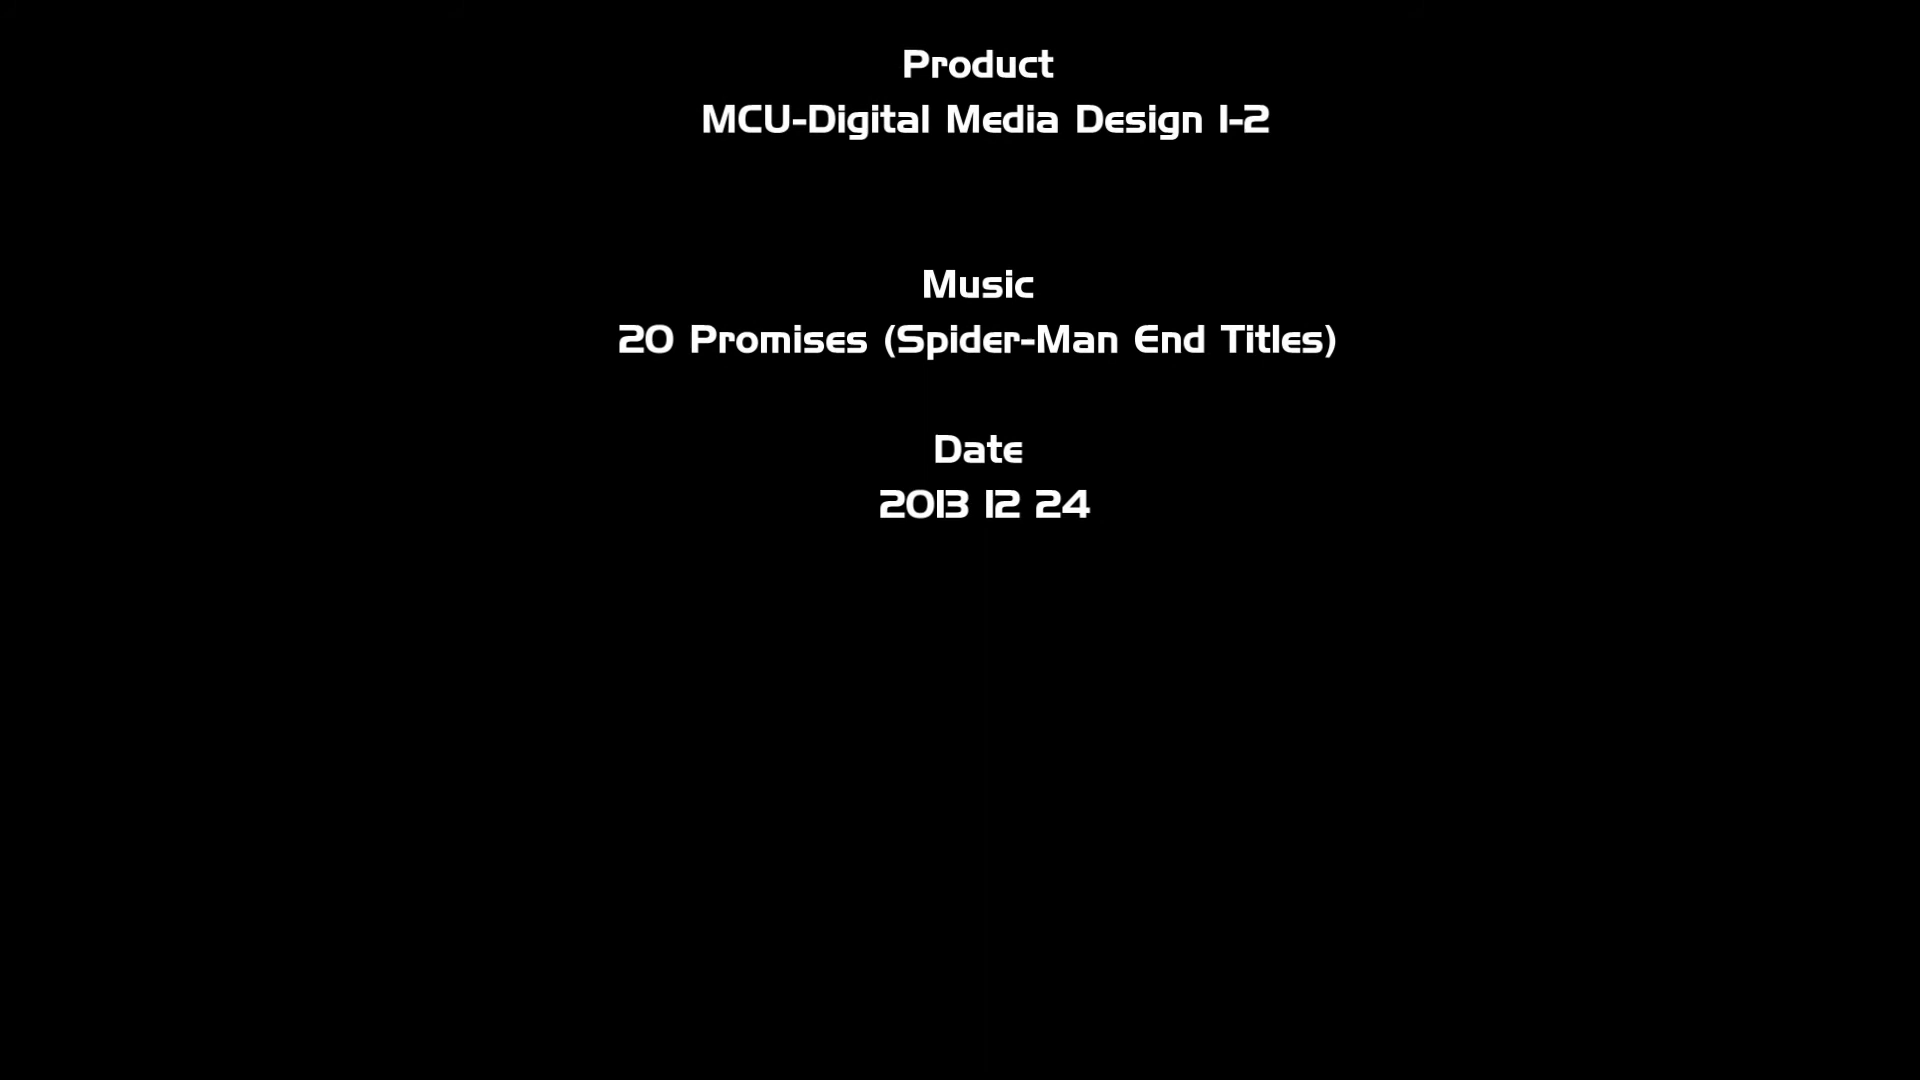 Product
MCU-Digital Media Design 1-2
Music
20 Promises (Spider-Man End Titles)
Date
2013 12 24